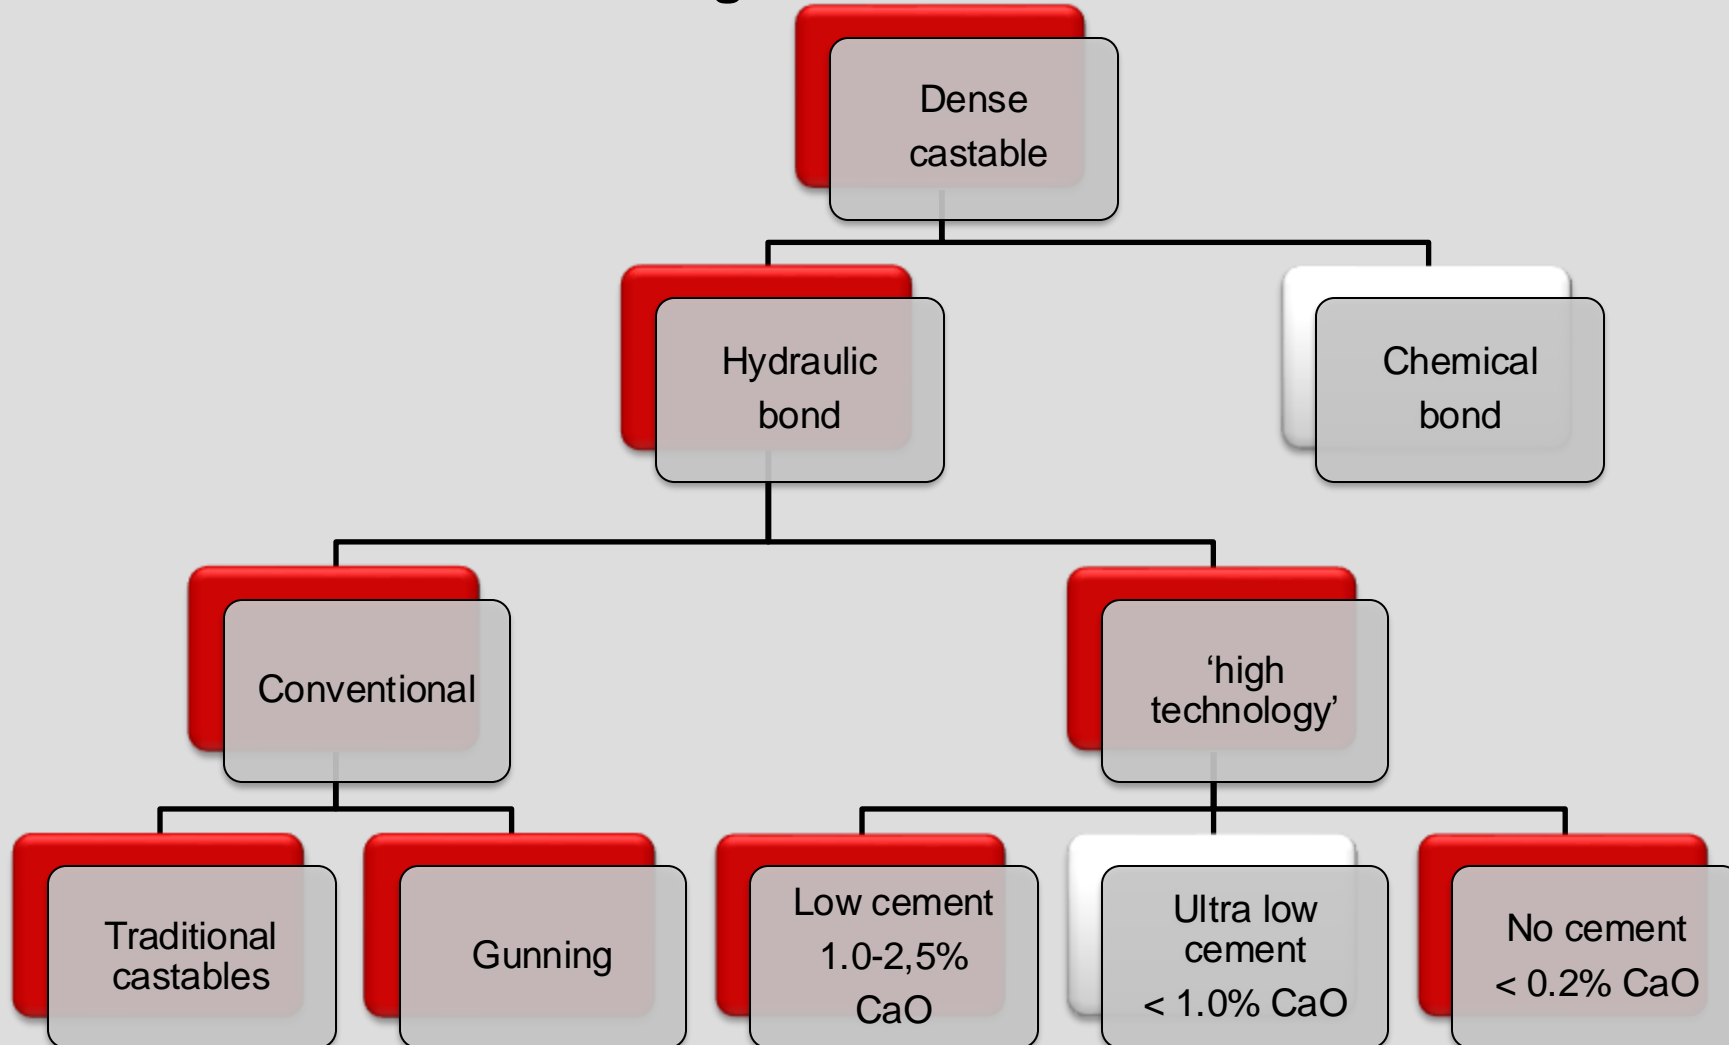 Dense
castable
Hydraulic
bond
Chemical
bond
Conventional
‘high
technology’
Traditional
castables
Gunning
Low cement
1.0-2,5%
CaO
Ultra low
cement
< 1.0% CaO
No cement
< 0.2% CaO